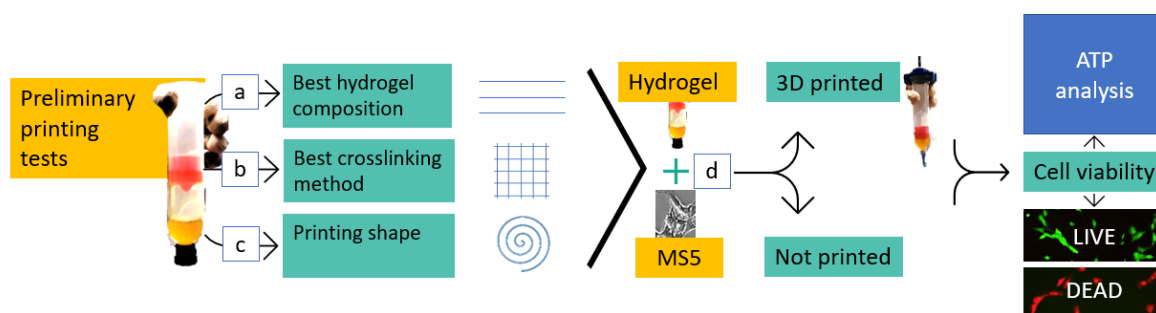 Preliminary
printing
tests
a
Best hydrogel
composition
b
Best crosslinking
method
c
Printing shape
Hydrogel
+
d
MS5
3D printed
Not printed
ATP
analysis
Cell viability
LIVE
DEAD